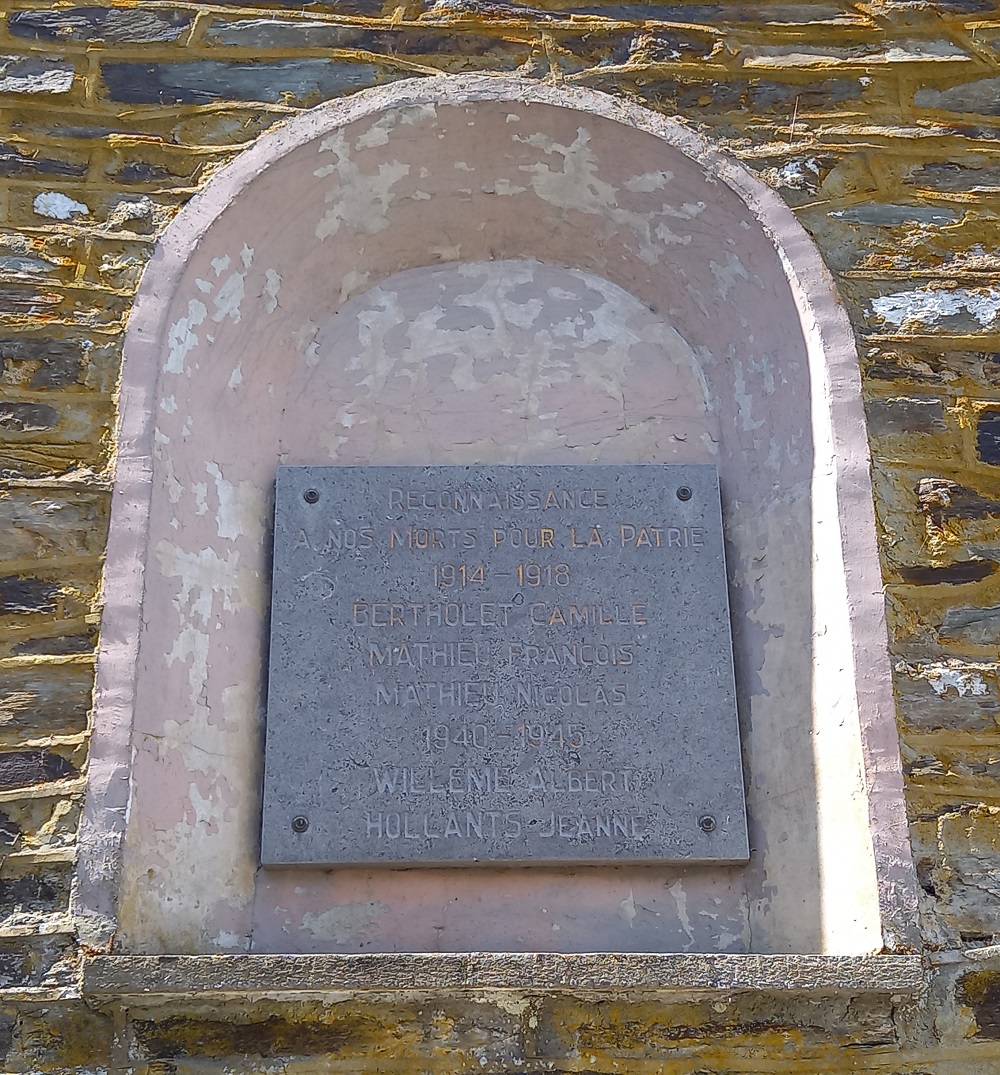 RECONNAISSANCE
A NOS MORTS POUR LA PATRIE
1914-1918
BERTHOLET CAMILLE
MATHIEU FRANÇOIS
MATHIEU NICOLAS
1940-1945
WILLEME ALBERT
HOLLANTS JEANNE